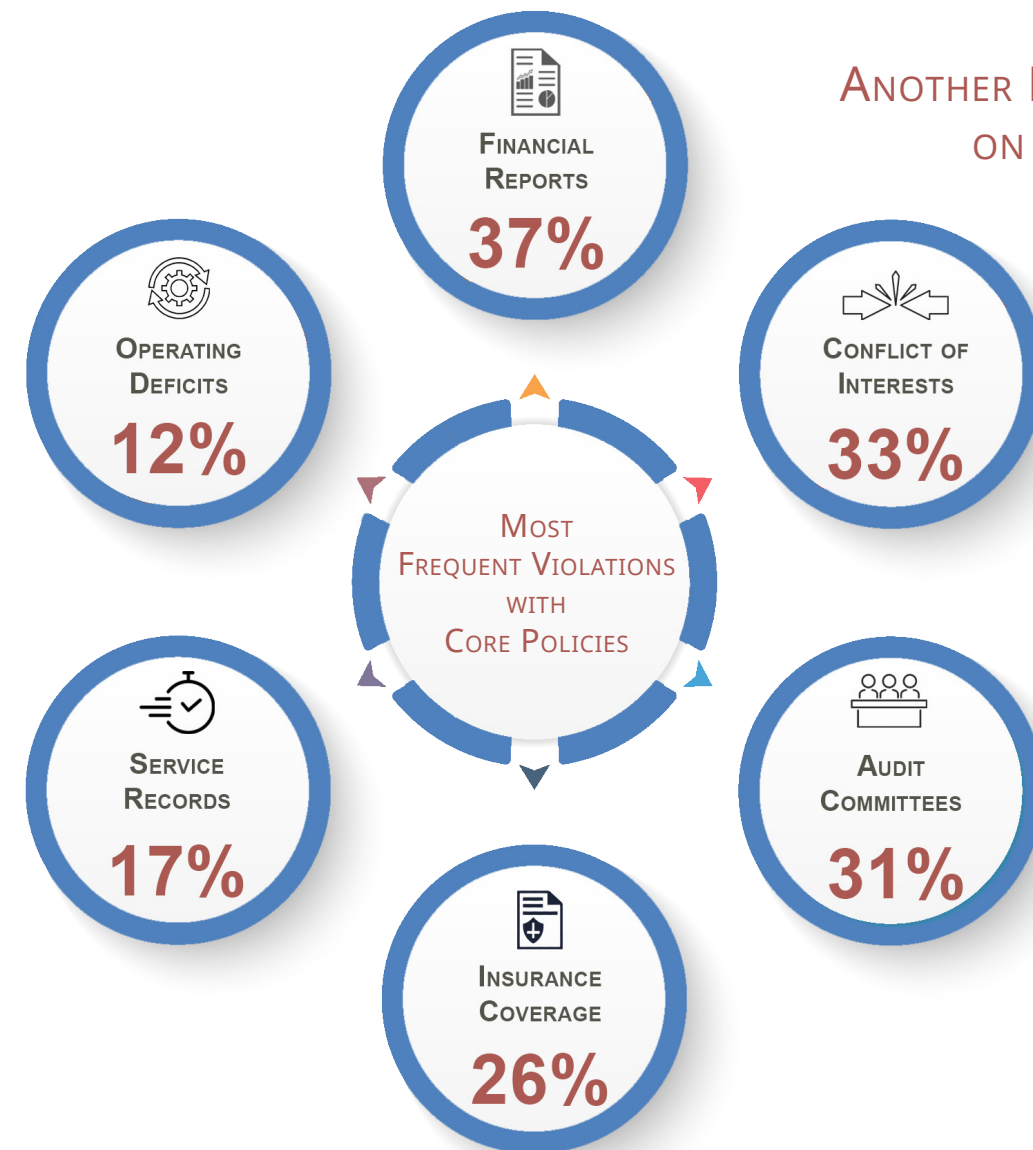 Another
on
Financial
Reports
37%
Operating
Deficits
12%
Conflict of
Interests
33%
Most
Frequent Violations
with
Core Policies
Service
Records
17%
Audit
Committees
31%
Insurance
Coverage
26%